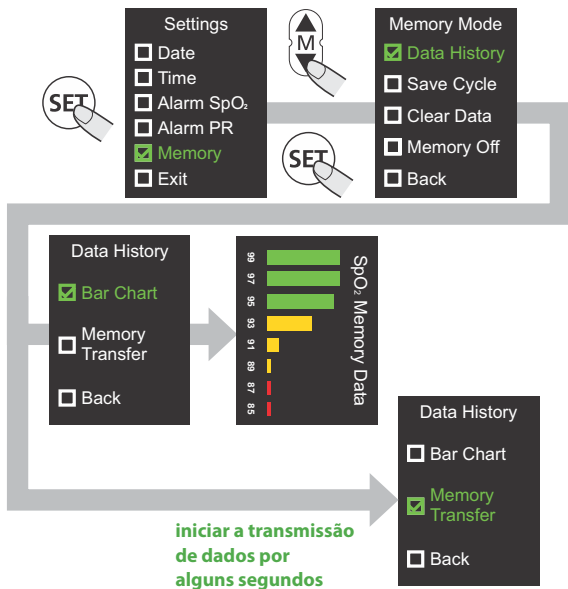 Settings
Date
Time
Alarm SpO₂
Alarm PR
Memory
Exit
SET
M
SET
Memory Mode
Data History
Save Cycle
Clear Data
Memory Off
Back
Data History
Bar Chart
Memory
Transfer
Back
SpO₂ Memory Data
99
97
95
93
91
89
87
85
Data History
Bar Chart
Memory
Transfer
Back
iniciar a transmissão
de dados por
alguns segundos